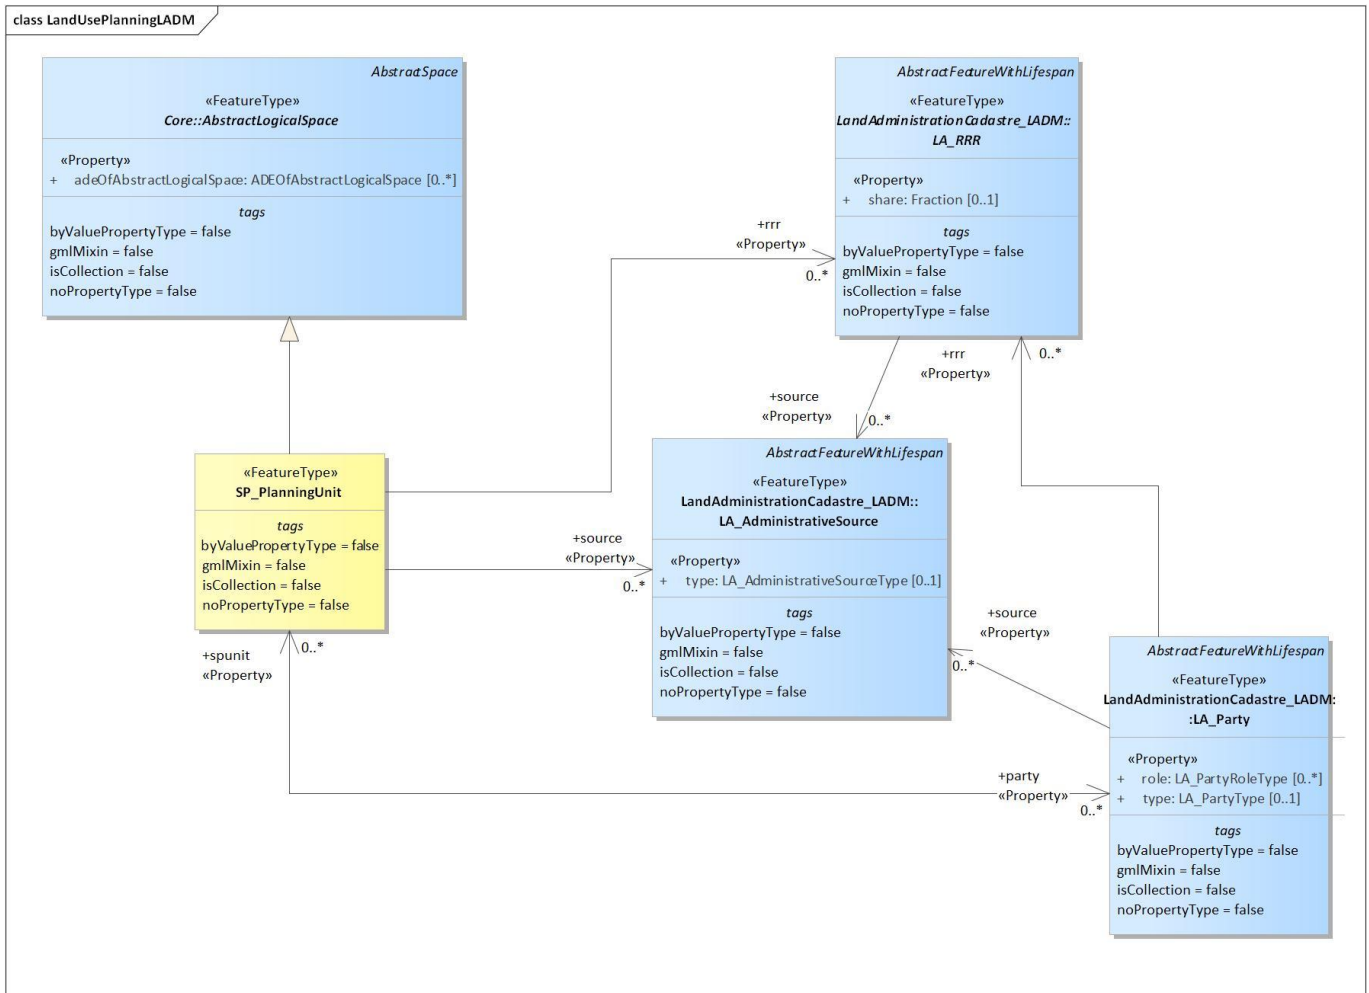 class LandUsePlanningLADM
AbstractSpace
«FeatureType»
Core::AbstractLogicalSpace
«Property»
+ adeOfAbstractLogicalSpace: ADEOfAbstractLogicalSpace [0..*]
tags
byValuePropertyType = false
gmlMixin = false
isCollection = false
noPropertyType = false
AbstractFeatureWithLifespan
«FeatureType»
LandAdministrationCadastre_LADM::
LA_RRR
«Property»
+ share: Fraction [0..1]
tags
byValuePropertyType = false
gmlMixin = false
isCollection = false
noPropertyType = false
+rrr
«Property»
0..*
+rrr
«Property»
0..*
+source
«Property»
0..*
«FeatureType»
SP_PlanningUnit
tags
byValuePropertyType = false
gmlMixin = false
isCollection = false
noPropertyType = false
+source
«Property»
0..*
AbstractFeatureWithLifespan
«FeatureType»
LandAdministrationCadastre_LADM::
LA_AdministrativeSource
«Property»
+ type: LA_AdministrativeSourceType [0..1]
tags
byValuePropertyType = false
gmlMixin = false
isCollection = false
noPropertyType = false
+source
«Property»
0..*
+spunit
«Property»
0..*
+party
«Property»
0..*
AbstractFeatureWithLifespan
«FeatureType»
LandAdministrationCadastre_LADM:
:LA_Party
«Property»
+ role: LA_PartyRoleType [0..*]
+ type: LA_PartyType [0..1]
tags
byValuePropertyType = false
gmlMixin = false
isCollection = false
noPropertyType = false